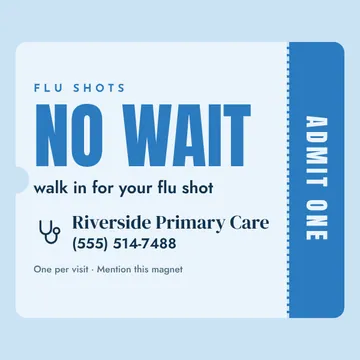 FLU SHOTS
NO WAIT
walk in for your flu shot
Riverside Primary Care
(555) 514-7488
One per visit · Mention this magnet
ADMIT ONE